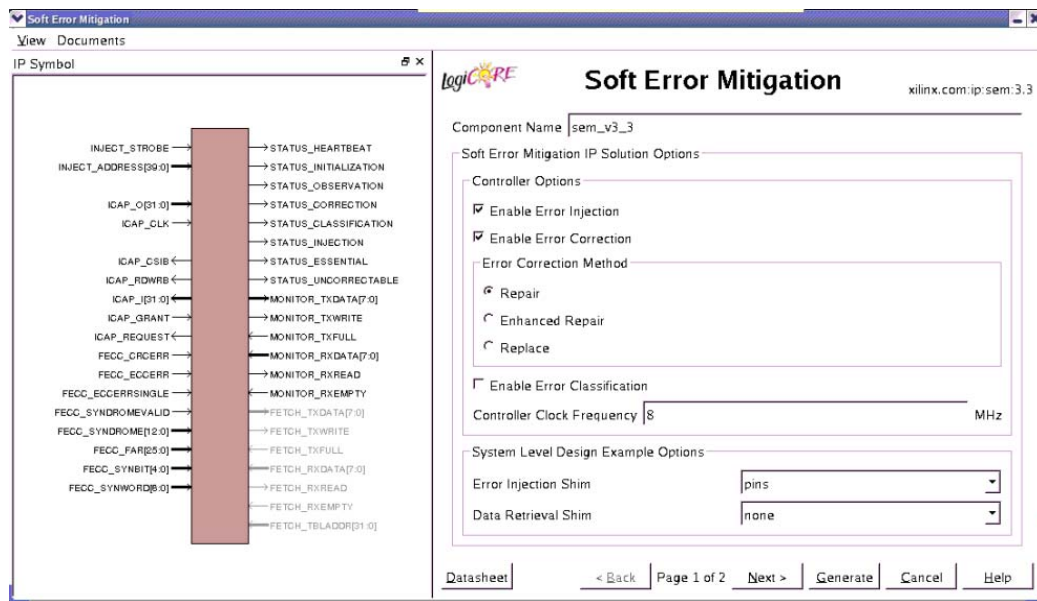 Soft Error Mitigation
View Documents
IP Symbol
INJECT_STROBE
INJECT_ADDRESS[39:0]
ICAP_O[31:0]
ICAP_CLK
ICAP_CSIB
ICAP_RDWRB
ICAP_I[31:0]
ICAP_GRANT
ICAP_REQUEST
FECC_CRCERR
FECC_ECCERR
FECC_ECCERRSINGLE
FECC_SYNDROMEVALID
FECC_SYNDROME[12:0]
FECC_FAR[25:0]
FECC_SYNBIT[4:0]
FECC_SYNWORD[6:0]
STATUS_HEARTBEAT
STATUS_INITIALIZATION
STATUS_OBSERVATION
STATUS_CORRECTION
STATUS_CLASSIFICATION
STATUS_INJECTION
STATUS_ESSENTIAL
STATUS_UNCORRECTABLE
MONITOR_TXDATA[7:0]
MONITOR_TXWRITE
MONITOR_TXFULL
MONITOR_RXDATA[7:0]
MONITOR_RXREAD
MONITOR_RXEMPTY
FETCH_TXDATA[7:0]
FETCH_TXWRITE
FETCH_TXFULL
FETCH_RXDATA[7:0]
FETCH_RXREAD
FETCH_RXEMPTY
FETCH_TBLADDR[31:0]
logiCORE
Soft Error Mitigation
xilinx.com:ip:sem:3.3
Component Name sem_v3_3
Soft Error Mitigation IP Solution Options
Controller Options
Enable Error Injection
Enable Error Correction
Error Correction Method
Repair
Enhanced Repair
Replace
Enable Error Classification
Controller Clock Frequency 8 MHz
System Level Design Example Options
Error Injection Shim pins
Data Retrieval Shim none
Datasheet < Back Page 1 of 2 Next > Generate Cancel Help